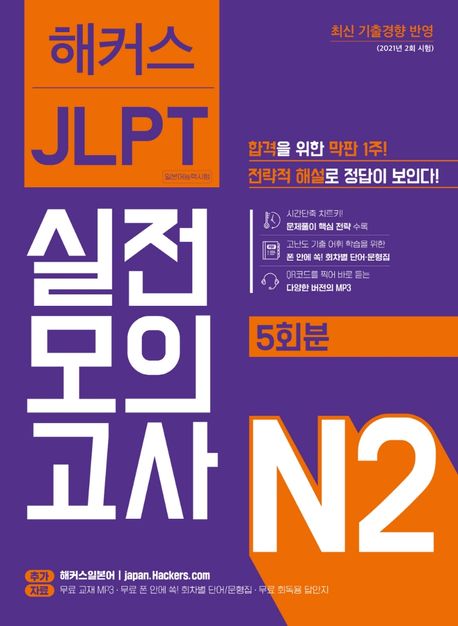 해커스
JLPT
일본어능력시험
실전
모의
고사
최신 기출경향 반영
(2021년 2회 시험)
합격을 위한 막판 1주!
전략적 해설로 정답이 보인다!
시간단축 치트키!
문제풀이 핵심 전략 수록
고난도 기출 어휘 학습을 위한
폰 안에 쏙! 회차별 단어·문형집
QR코드를 찍어 바로 듣는
다양한 버전의 MP3
5회분
N2
추가 해커스일본어 | japan.Hackers.com
자료 무료 교재 MP3 · 무료 폰 안에 쏙! 회차별 단어/문형집 · 무료 회독용 답안지